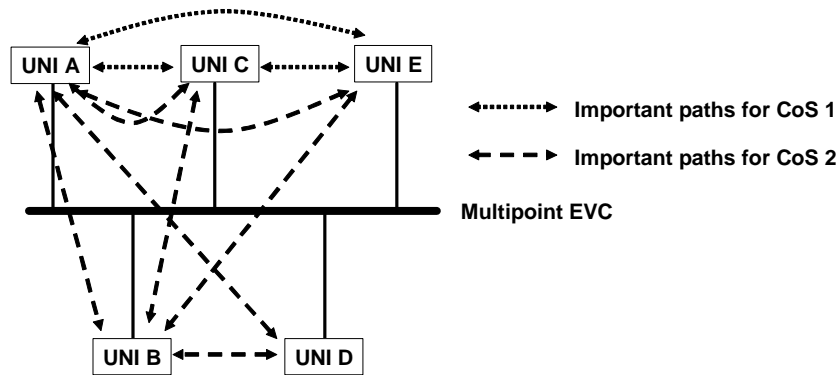 UNI A
UNI C
UNI E
Important paths for CoS 1
Important paths for CoS 2
Multipoint EVC
UNI B
UNI D